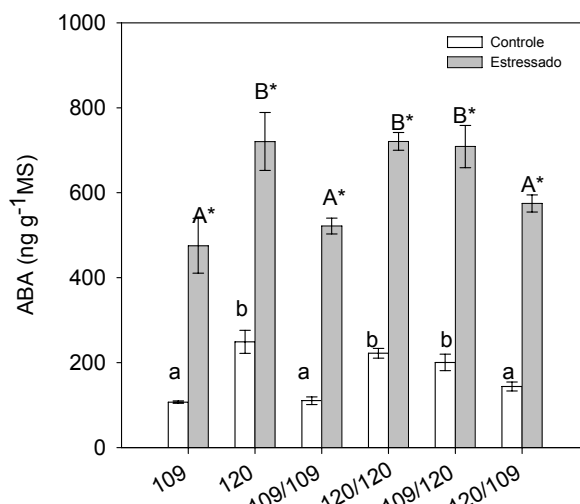 1000
800
600
400
200
0
ABA (ng g⁻¹MS)
Controle
Estressado
a
A*
b
B*
a
A*
b
B*
b
B*
a
A*
109
120
109/109
120/120
109/120
120/109